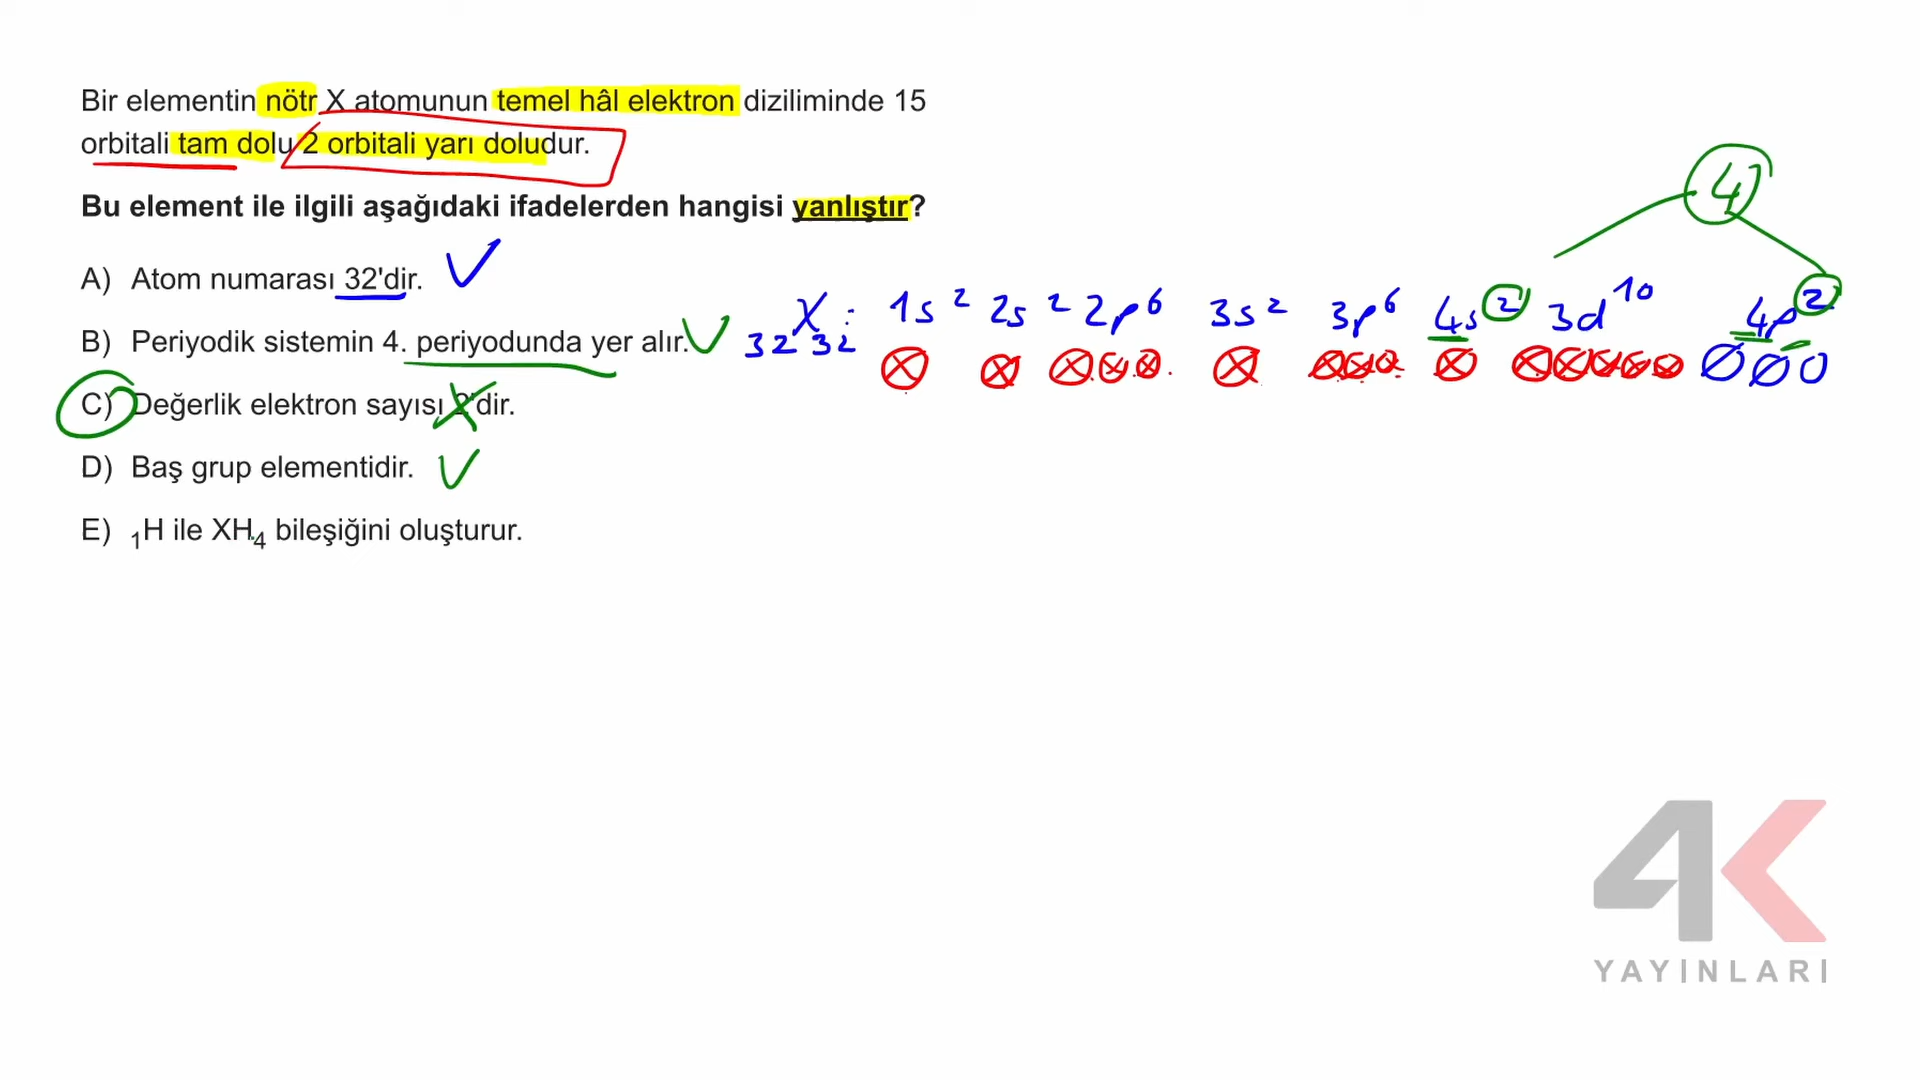 Bir elementin nötr X atomunun temel hâl elektron diziliminde 15
orbitali tam dolu 2 orbitali yarı doludur.
Bu element ile ilgili aşağıdaki ifadelerden hangisi yanlıştır?
A) Atom numarası 32'dir.
B) Periyodik sistemin 4. periyodunda yer alır.
C) Değerlik elektron sayısı 2'dir.
D) Baş grup elementidir.
E) ₁H ile XH₄ bileşiğini oluşturur.
4
X: 1s² 2s² 2p⁶ 3s² 3p⁶ 4s² 3d¹⁰ 4p²
32 32
4K
YAYINLARI